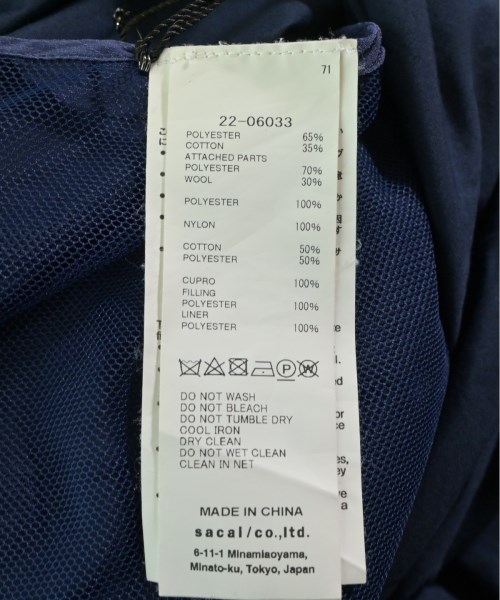 71
22-06033
POLYESTER 65%
COTTON 35%
ATTACHED PARTS
POLYESTER 70%
WOOL 30%
POLYESTER 100%
NYLON 100%
COTTON 50%
POLYESTER 50%
CUPRO 100%
FILLING
POLYESTER 100%
LINER
POLYESTER 100%
P W
DO NOT WASH
DO NOT BLEACH
DO NOT TUMBLE DRY
COOL IRON
DRY CLEAN
DO NOT WET CLEAN
CLEAN IN NET
MADE IN CHINA
sacai/co.,ltd.
6-11-1 Minamiaoyama,
Minato-ku, Tokyo, Japan